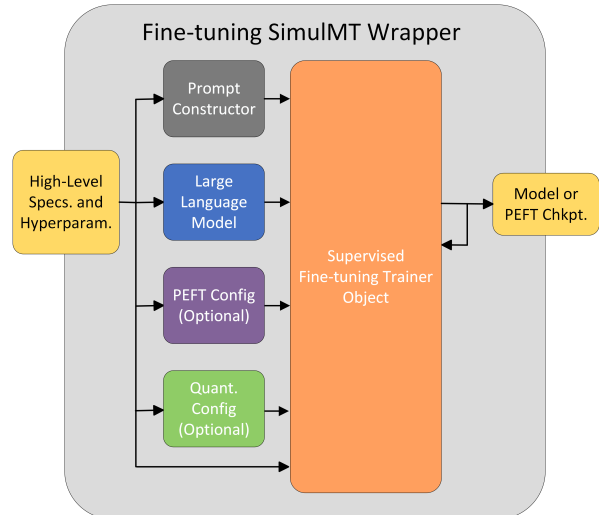 Fine-tuning SimulMT Wrapper
Prompt
Constructor
High-Level
Specs. and
Hyperparam.
Large
Language
Model
PEFT Config
(Optional)
Quant.
Config
(Optional)
Supervised
Fine-tuning Trainer
Object
Model or
PEFT Chkpt.